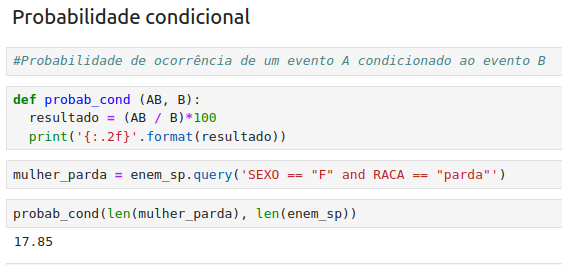 Probabilidade condicional
#Probabilidade de ocorrência de um evento A condicionado ao evento B
def probab_cond (AB, B):
  resultado = (AB / B)*100
  print('{:.2f}'.format(resultado))
mulher_parda = enem_sp.query('SEXO == "F" and RACA == "parda"')
probab_cond(len(mulher_parda), len(enem_sp))
17.85